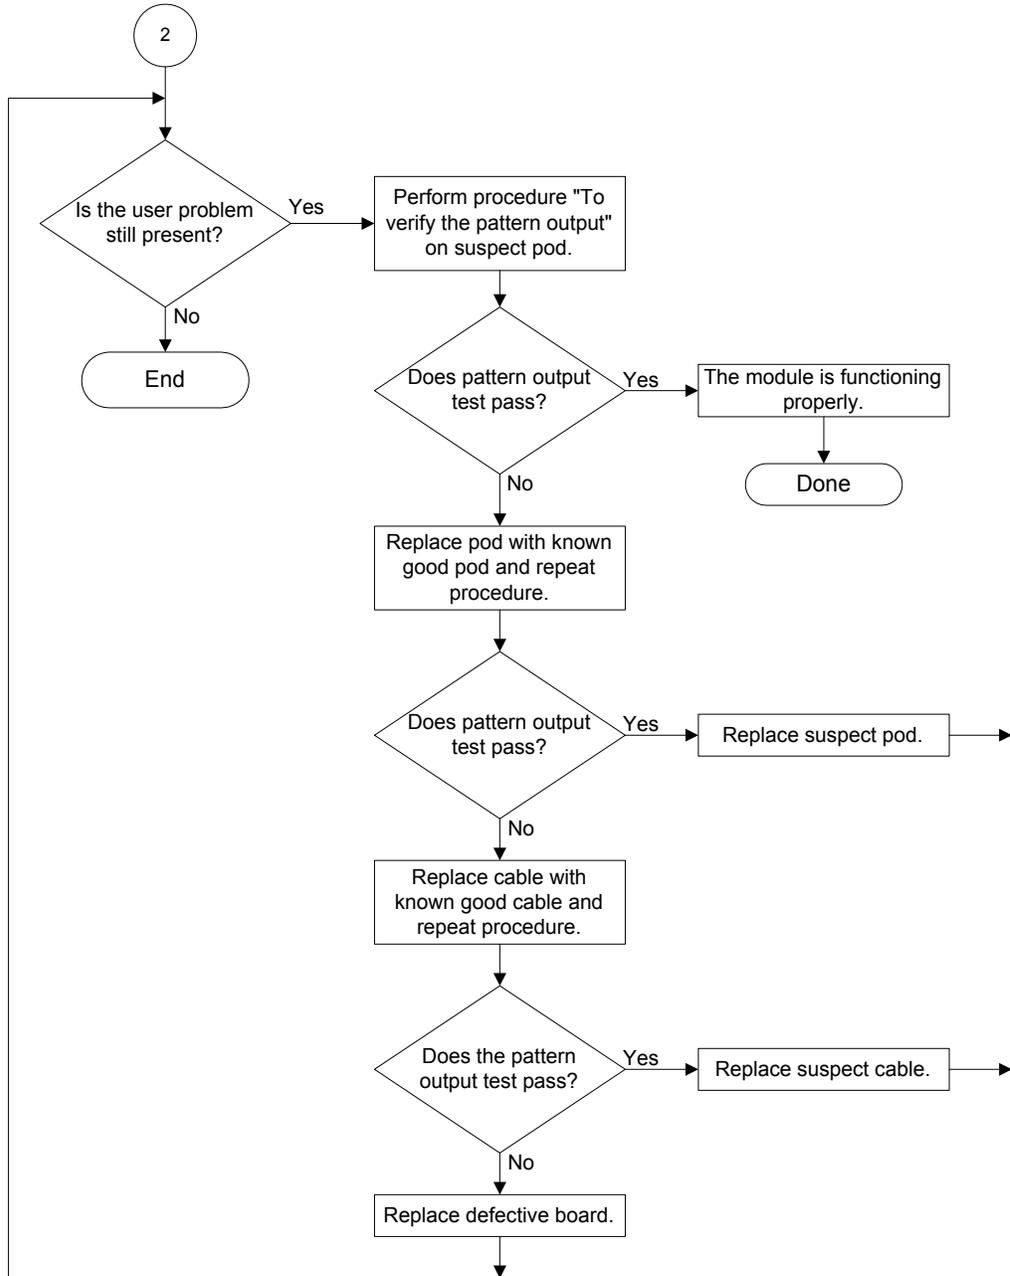 2
Is the user problem
still present?
Yes
Perform procedure "To
verify the pattern output"
on suspect pod.
No
End
Does pattern output
test pass?
Yes
The module is functioning
properly.
Done
No
Replace pod with known
good pod and repeat
procedure.
Does pattern output
test pass?
Yes
Replace suspect pod.
No
Replace cable with
known good cable and
repeat procedure.
Does the pattern
output test pass?
Yes
Replace suspect cable.
No
Replace defective board.